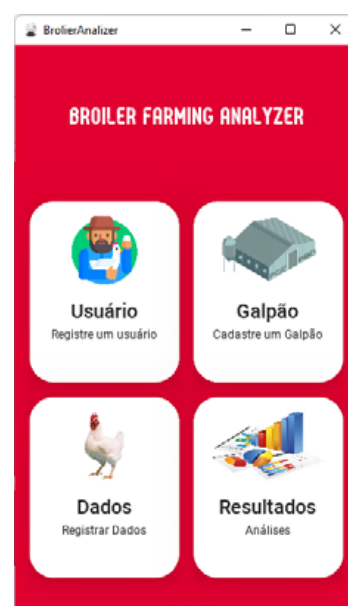 BrolierAnalizer
BROILER FARMING ANALYZER
Usuário
Registre um usuário
Galpão
Cadastre um Galpão
Dados
Registrar Dados
Resultados
Análises